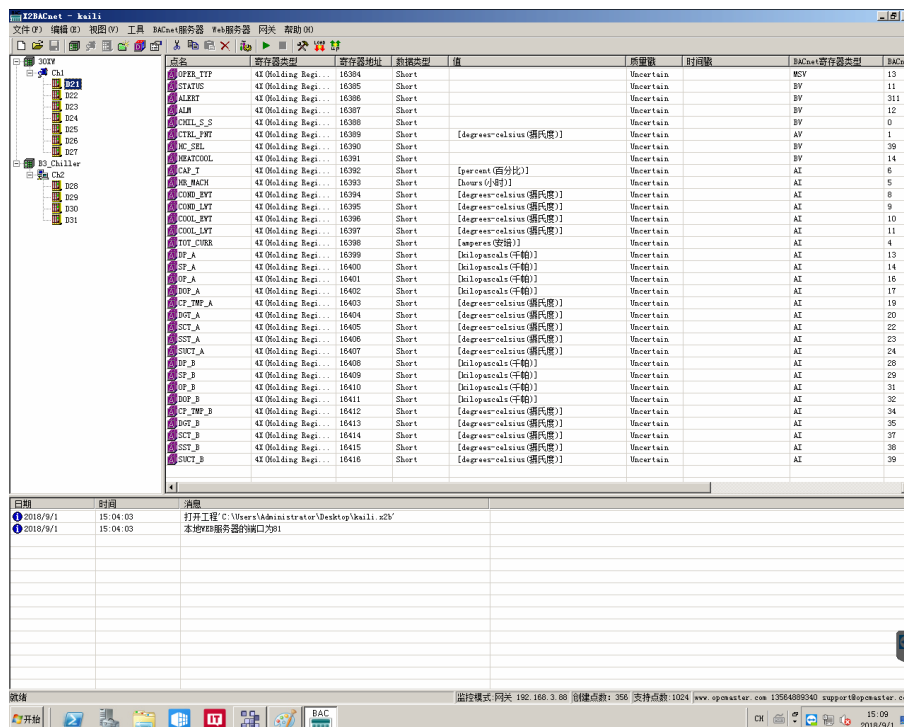 X2BACnet - kaili
文件(F) 编辑(E) 视图(V) 工具 BACnet服务器 Web服务器 网关 帮助(H)
30XW
Ch1
D21
D22
D23
D24
D25
D26
D27
B3_Chiller
Ch2
D28
D29
D30
D31
点名 寄存器类型 寄存器地址 数据类型 值 质量戳 时间戳 BACnet寄存器类型 BACn
OPER_TYP 4X(Holding Regi... 16384 Short Uncertain MSV 13
STATUS 4X(Holding Regi... 16385 Short Uncertain BV 11
ALERT 4X(Holding Regi... 16386 Short Uncertain BV 311
ALM 4X(Holding Regi... 16387 Short Uncertain BV 12
CHIL_S_S 4X(Holding Regi... 16388 Short Uncertain BV 0
CTRL_PNT 4X(Holding Regi... 16389 Short [degrees-celsius(摄氏度)] Uncertain AV 1
HC_SEL 4X(Holding Regi... 16390 Short Uncertain BV 39
HEATCOOL 4X(Holding Regi... 16391 Short Uncertain BV 14
CAP_T 4X(Holding Regi... 16392 Short [percent(百分比)] Uncertain AI 6
HR_MACH 4X(Holding Regi... 16393 Short [hours(小时)] Uncertain AI 5
COND_EWT 4X(Holding Regi... 16394 Short [degrees-celsius(摄氏度)] Uncertain AI 8
COND_LWT 4X(Holding Regi... 16395 Short [degrees-celsius(摄氏度)] Uncertain AI 9
COOL_EWT 4X(Holding Regi... 16396 Short [degrees-celsius(摄氏度)] Uncertain AI 10
COOL_LWT 4X(Holding Regi... 16397 Short [degrees-celsius(摄氏度)] Uncertain AI 11
TOT_CURR 4X(Holding Regi... 16398 Short [amperes(安培)] Uncertain AI 4
DP_A 4X(Holding Regi... 16399 Short [kilopascals(千帕)] Uncertain AI 13
SP_A 4X(Holding Regi... 16400 Short [kilopascals(千帕)] Uncertain AI 14
OP_A 4X(Holding Regi... 16401 Short [kilopascals(千帕)] Uncertain AI 16
DOP_A 4X(Holding Regi... 16402 Short [kilopascals(千帕)] Uncertain AI 17
CP_TMP_A 4X(Holding Regi... 16403 Short [degrees-celsius(摄氏度)] Uncertain AI 19
DGT_A 4X(Holding Regi... 16404 Short [degrees-celsius(摄氏度)] Uncertain AI 20
SCT_A 4X(Holding Regi... 16405 Short [degrees-celsius(摄氏度)] Uncertain AI 22
SST_A 4X(Holding Regi... 16406 Short [degrees-celsius(摄氏度)] Uncertain AI 23
SUCT_A 4X(Holding Regi... 16407 Short [degrees-celsius(摄氏度)] Uncertain AI 24
DP_B 4X(Holding Regi... 16408 Short [kilopascals(千帕)] Uncertain AI 28
SP_B 4X(Holding Regi... 16409 Short [kilopascals(千帕)] Uncertain AI 29
OP_B 4X(Holding Regi... 16410 Short [kilopascals(千帕)] Uncertain AI 31
DOP_B 4X(Holding Regi... 16411 Short [kilopascals(千帕)] Uncertain AI 32
CP_TMP_B 4X(Holding Regi... 16412 Short [degrees-celsius(摄氏度)] Uncertain AI 34
DGT_B 4X(Holding Regi... 16413 Short [degrees-celsius(摄氏度)] Uncertain AI 35
SCT_B 4X(Holding Regi... 16414 Short [degrees-celsius(摄氏度)] Uncertain AI 37
SST_B 4X(Holding Regi... 16415 Short [degrees-celsius(摄氏度)] Uncertain AI 38
SUCT_B 4X(Holding Regi... 16416 Short [degrees-celsius(摄氏度)] Uncertain AI 39
日期 时间 消息
2018/9/1 15:04:03 打开工程'C:\Users\Administrator\Desktop\kaili.x2b'
2018/9/1 15:04:03 本地WEB服务器的端口为81
就绪 监控模式:网关 192.168.3.88 创建点数: 356 支持点数:1024 www.opcmaster.com 13564889340 support@opcmaster.co
开始 BAC CH 15:09
2018/9/1